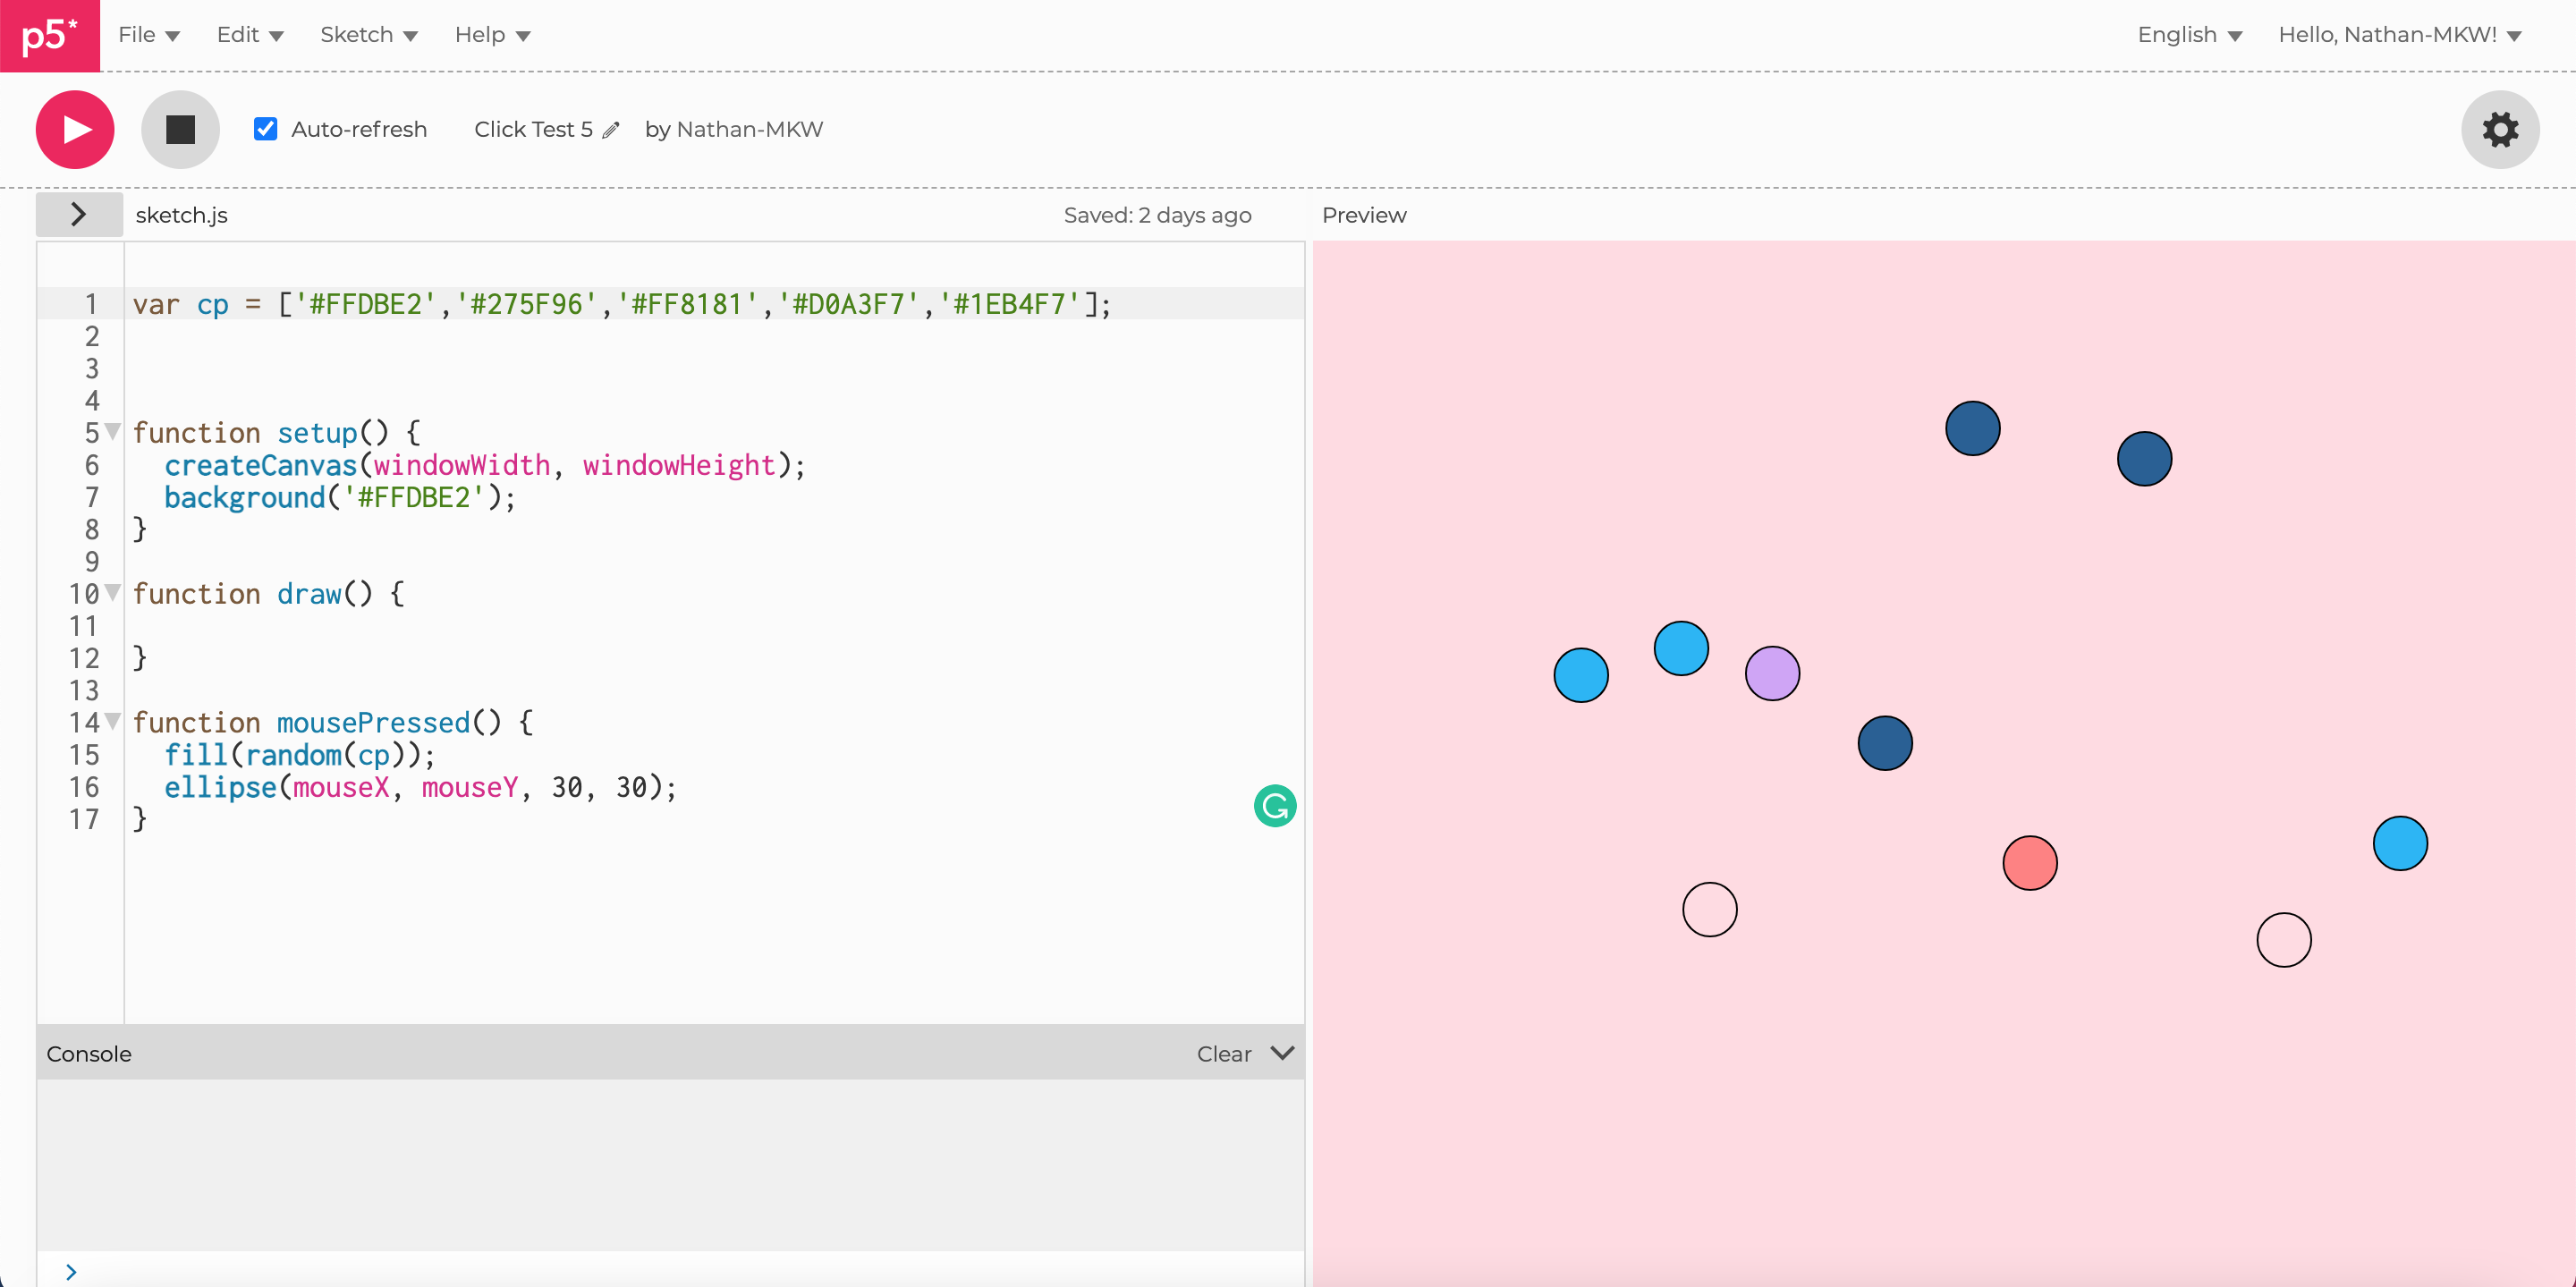 p5* File Edit Sketch Help English Hello, Nathan-MKW!
Auto-refresh Click Test 5 by Nathan-MKW
sketch.js Saved: 2 days ago Preview
1 var cp = ['#FFDBE2','#275F96','#FF8181','#D0A3F7','#1EB4F7'];
2
3
4
5 function setup() {
6 createCanvas(windowWidth, windowHeight);
7 background('#FFDBE2');
8 }
9
10 function draw() {
11
12 }
13
14 function mousePressed() {
15 fill(random(cp));
16 ellipse(mouseX, mouseY, 30, 30);
17 }
Console Clear
>